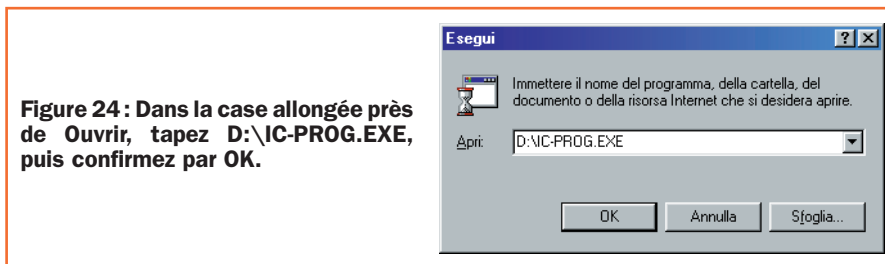 Figure 24 : Dans la case allongée près
de Ouvrir, tapez D:\IC-PROG.EXE,
puis confirmez par OK.
Esegui
Immettere il nome del programma, della cartella, del
documento o della risorsa Internet che si desidera aprire.
Apri:
D:\IC-PROG.EXE
OK
Annulla
Sfoglia...